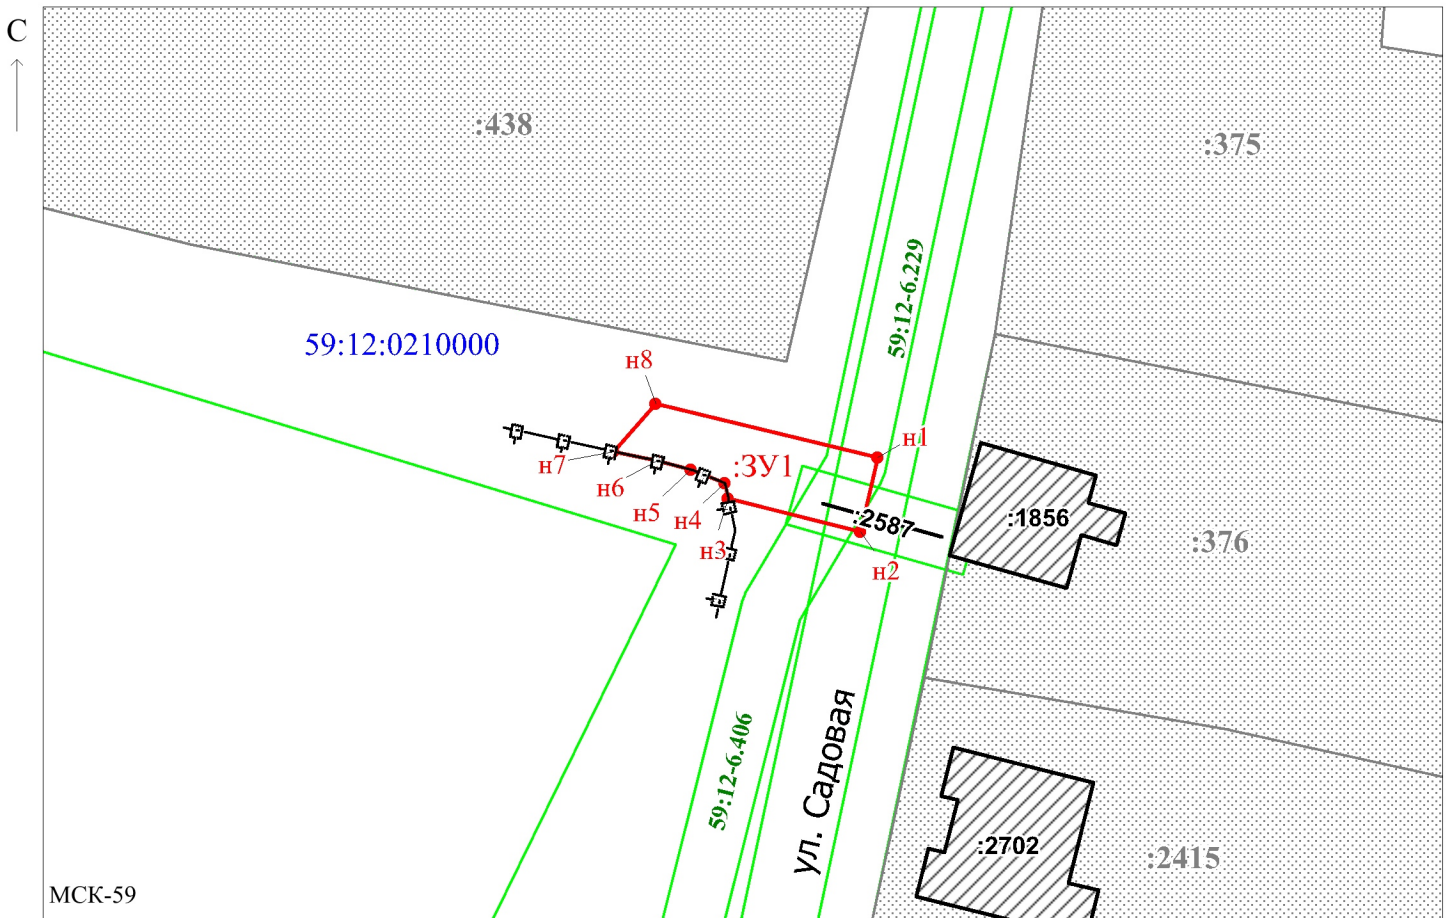 С
:438
:375
59:12-6.229
59:12:0210000
н8
н1
н7
:ЗУ1
н6
н5
н4
:2587
:1856
н3
:376
н2
59:12-6.406
ул. Садовая
:2702
:2415
МСК-59